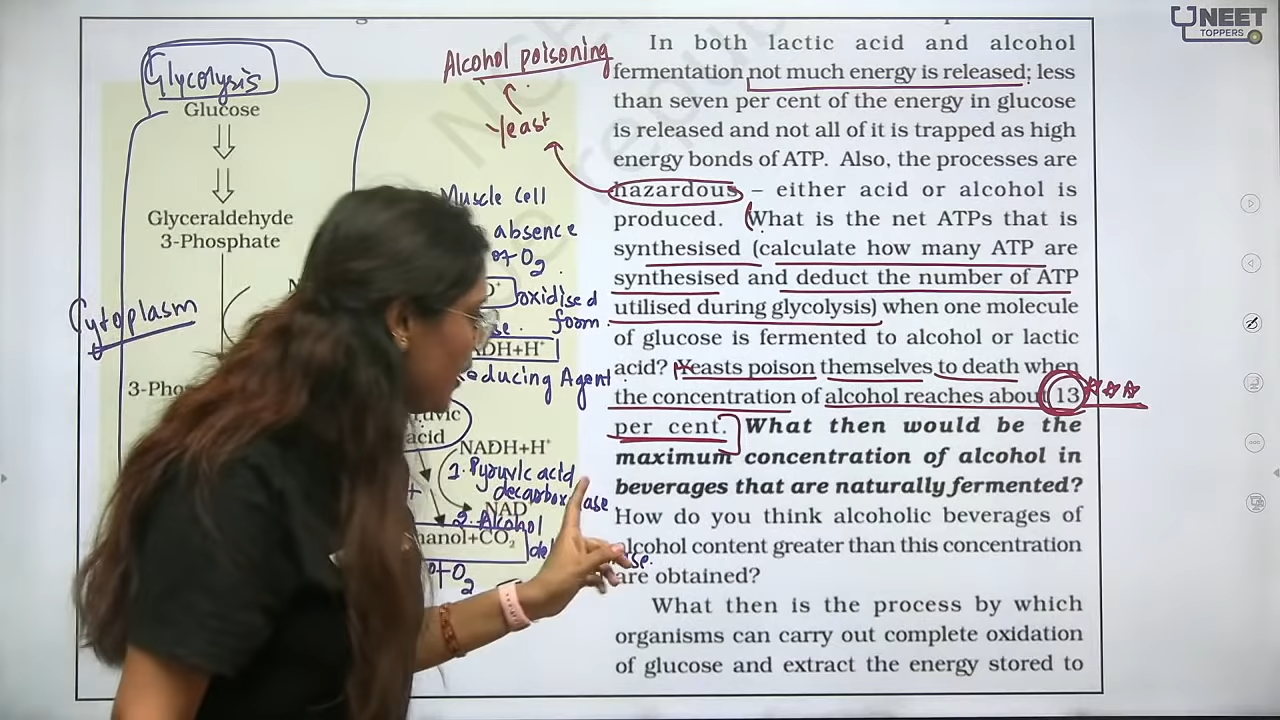 NEET
TOPPERS
Glycolysis
Glucose
Glyceraldehyde
3-Phosphate
Cytoplasm
Alcohol poisoning
Yeast
Muscle cell
absence
of O2
oxidised
form
DH+H+
educing Agent
acid
NADH+H+
1. Pyruvic acid
NAD+
2. Alcohol
hanol+CO2
In both lactic acid and alcohol
fermentation not much energy is released; less
than seven per cent of the energy in glucose
is released and not all of it is trapped as high
energy bonds of ATP. Also, the processes are
hazardous – either acid or alcohol is
produced. What is the net ATPs that is
synthesised (calculate how many ATP are
synthesised and deduct the number of ATP
utilised during glycolysis) when one molecule
of glucose is fermented to alcohol or lactic
acid? Yeasts poison themselves to death when
the concentration of alcohol reaches about 13
per cent. What then would be the
maximum concentration of alcohol in
beverages that are naturally fermented?
How do you think alcoholic beverages of
alcohol content greater than this concentration
are obtained?
What then is the process by which
organisms can carry out complete oxidation
of glucose and extract the energy stored to